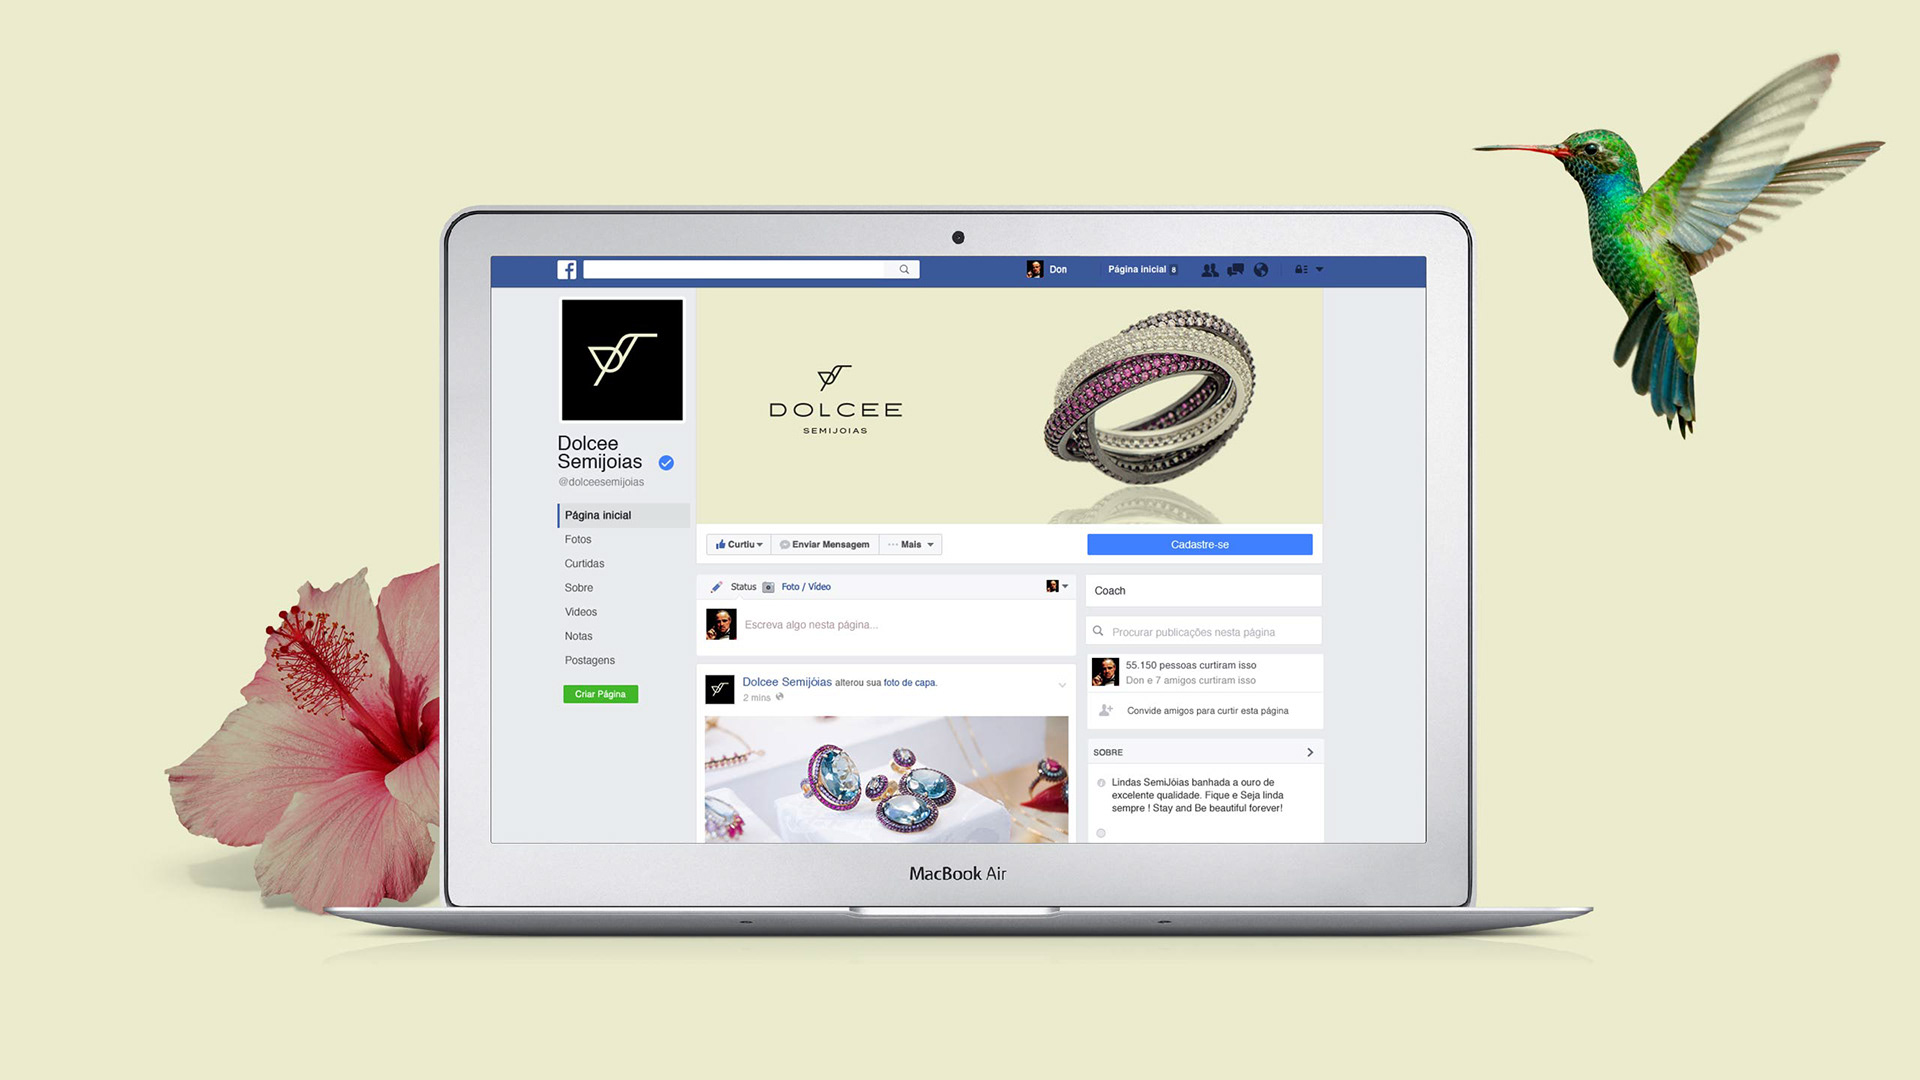 Don
Página inicial 8
Dolcee
Semijoias
@dolceesemijoias
Página inicial
Fotos
Curtidas
Sobre
Videos
Notas
Postagens
Criar Página
DOLCEE
SEMIJOIAS
Curtiu
Enviar Mensagem
Mais
Cadastre-se
Status
Foto / Vídeo
Escreva algo nesta página...
Dolcee Semijóias alterou sua foto de capa.
2 mins
Coach
Procurar publicações nesta página
55.150 pessoas curtiram isso
Don e 7 amigos curtiram isso
Convide amigos para curtir esta página
SOBRE
Lindas SemiJóias banhada a ouro de
excelente qualidade. Fique e Seja linda
sempre ! Stay and Be beautiful forever!
MacBook Air